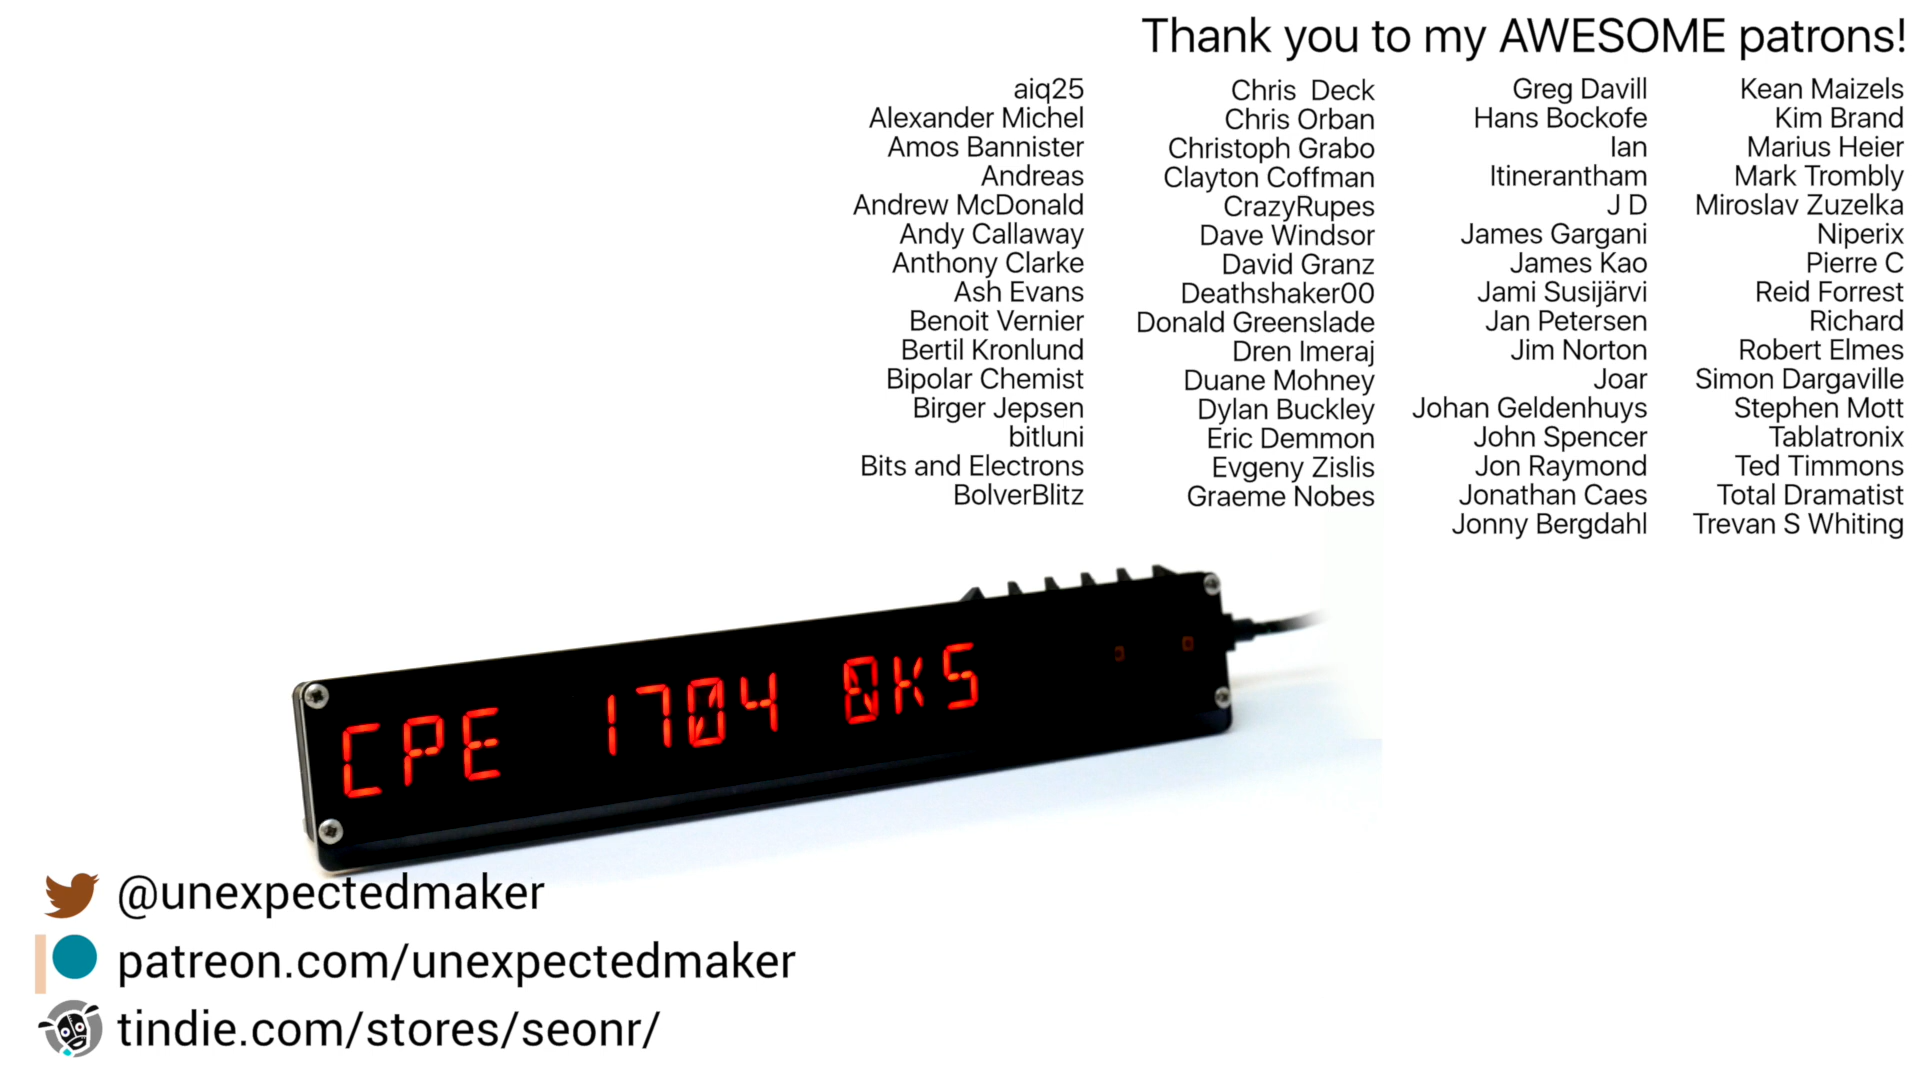 Thank you to my AWESOME patrons!
aiq25
Alexander Michel
Amos Bannister
Andreas
Andrew McDonald
Andy Callaway
Anthony Clarke
Ash Evans
Benoit Vernier
Bertil Kronlund
Bipolar Chemist
Birger Jepsen
bitluni
Bits and Electrons
BolverBlitz
Chris Deck
Chris Orban
Christoph Grabo
Clayton Coffman
CrazyRupes
Dave Windsor
David Granz
Deathshaker00
Donald Greenslade
Dren Imeraj
Duane Mohney
Dylan Buckley
Eric Demmon
Evgeny Zislis
Graeme Nobes
Greg Davill
Hans Bockofe
Ian
Itinerantham
J D
James Gargani
James Kao
Jami Susijärvi
Jan Petersen
Jim Norton
Joar
Johan Geldenhuys
John Spencer
Jon Raymond
Jonathan Caes
Jonny Bergdahl
Kean Maizels
Kim Brand
Marius Heier
Mark Trombly
Miroslav Zuzelka
Niperix
Pierre C
Reid Forrest
Richard
Robert Elmes
Simon Dargaville
Stephen Mott
Tablatronix
Ted Timmons
Total Dramatist
Trevan S Whiting
CPE 1704
@unexpectedmaker
patreon.com/unexpectedmaker
tindie.com/stores/seonr/